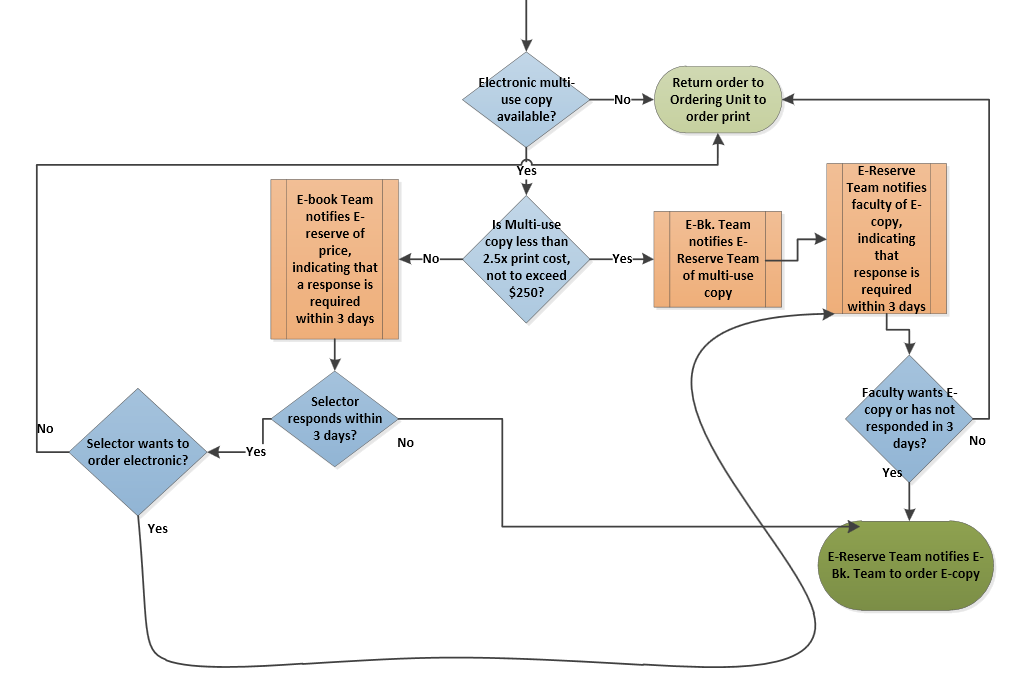 Electronic multi-
use copy
available?
No
Return order to
Ordering Unit to
order print
Yes
E-book Team
notifies E-
reserve of
price,
indicating that
a response is
required
within 3 days
No
Is Multi-use
copy less than
2.5x print cost,
not to exceed
$250?
Yes
E-Bk. Team
notifies E-
Reserve Team
of multi-use
copy
E-Reserve
Team notifies
faculty of E-
copy,
indicating
that
response is
required
within 3 days
No
Selector wants to
order electronic?
Yes
Selector
responds within
3 days?
No
Faculty wants E-
copy or has not
responded in 3
days?
No
Yes
Yes
E-Reserve Team notifies E-
Bk. Team to order E-copy